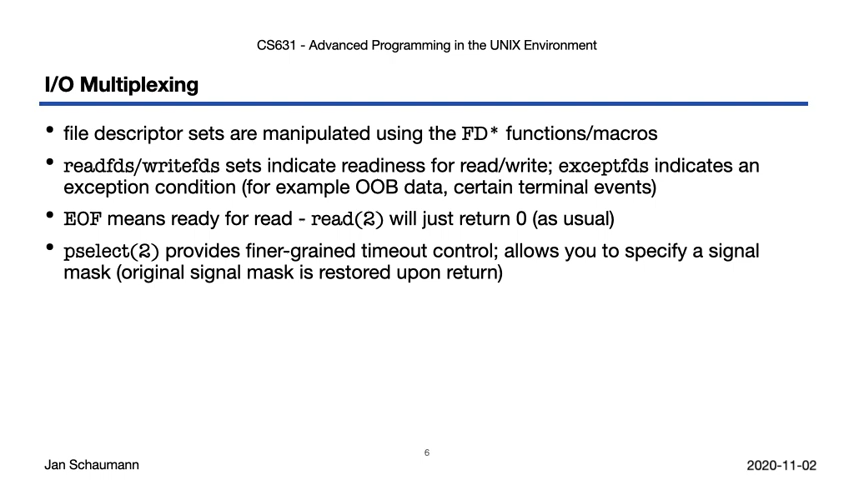 CS631 - Advanced Programming in the UNIX Environment
I/O Multiplexing
• file descriptor sets are manipulated using the FD* functions/macros
• readfds/writefds sets indicate readiness for read/write; exceptfds indicates an
exception condition (for example OOB data, certain terminal events)
• EOF means ready for read - read(2) will just return 0 (as usual)
• pselect(2) provides finer-grained timeout control; allows you to specify a signal
mask (original signal mask is restored upon return)
6
Jan Schaumann
2020-11-02